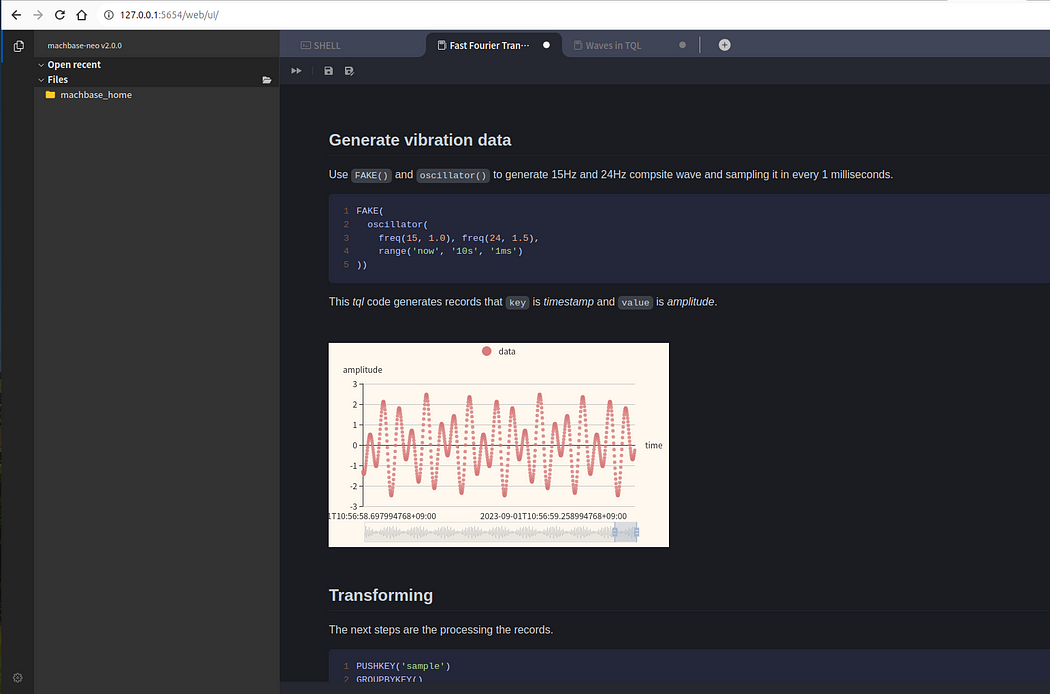 127.0.0.1:5654/web/ui/
machbase-neo v2.0.0
SHELL
Fast Fourier Tran···
Waves in TQL
Open recent
Files
machbase_home
Generate vibration data
Use FAKE() and oscillator() to generate 15Hz and 24Hz compsite wave and sampling it in every 1 milliseconds.
1 FAKE(
2 oscillator(
3 freq(15, 1.0), freq(24, 1.5),
4 range('now', '10s', '1ms')
5 ))
This tql code generates records that key is timestamp and value is amplitude.
data
amplitude
3
2
1
0
-1
-2
-3
time
1T10:56:58.697994768+09:00 2023-09-01T10:56:59.258994768+09:00
Transforming
The next steps are the processing the records.
1 PUSHKEY('sample')
2 GROUPBYKEY()